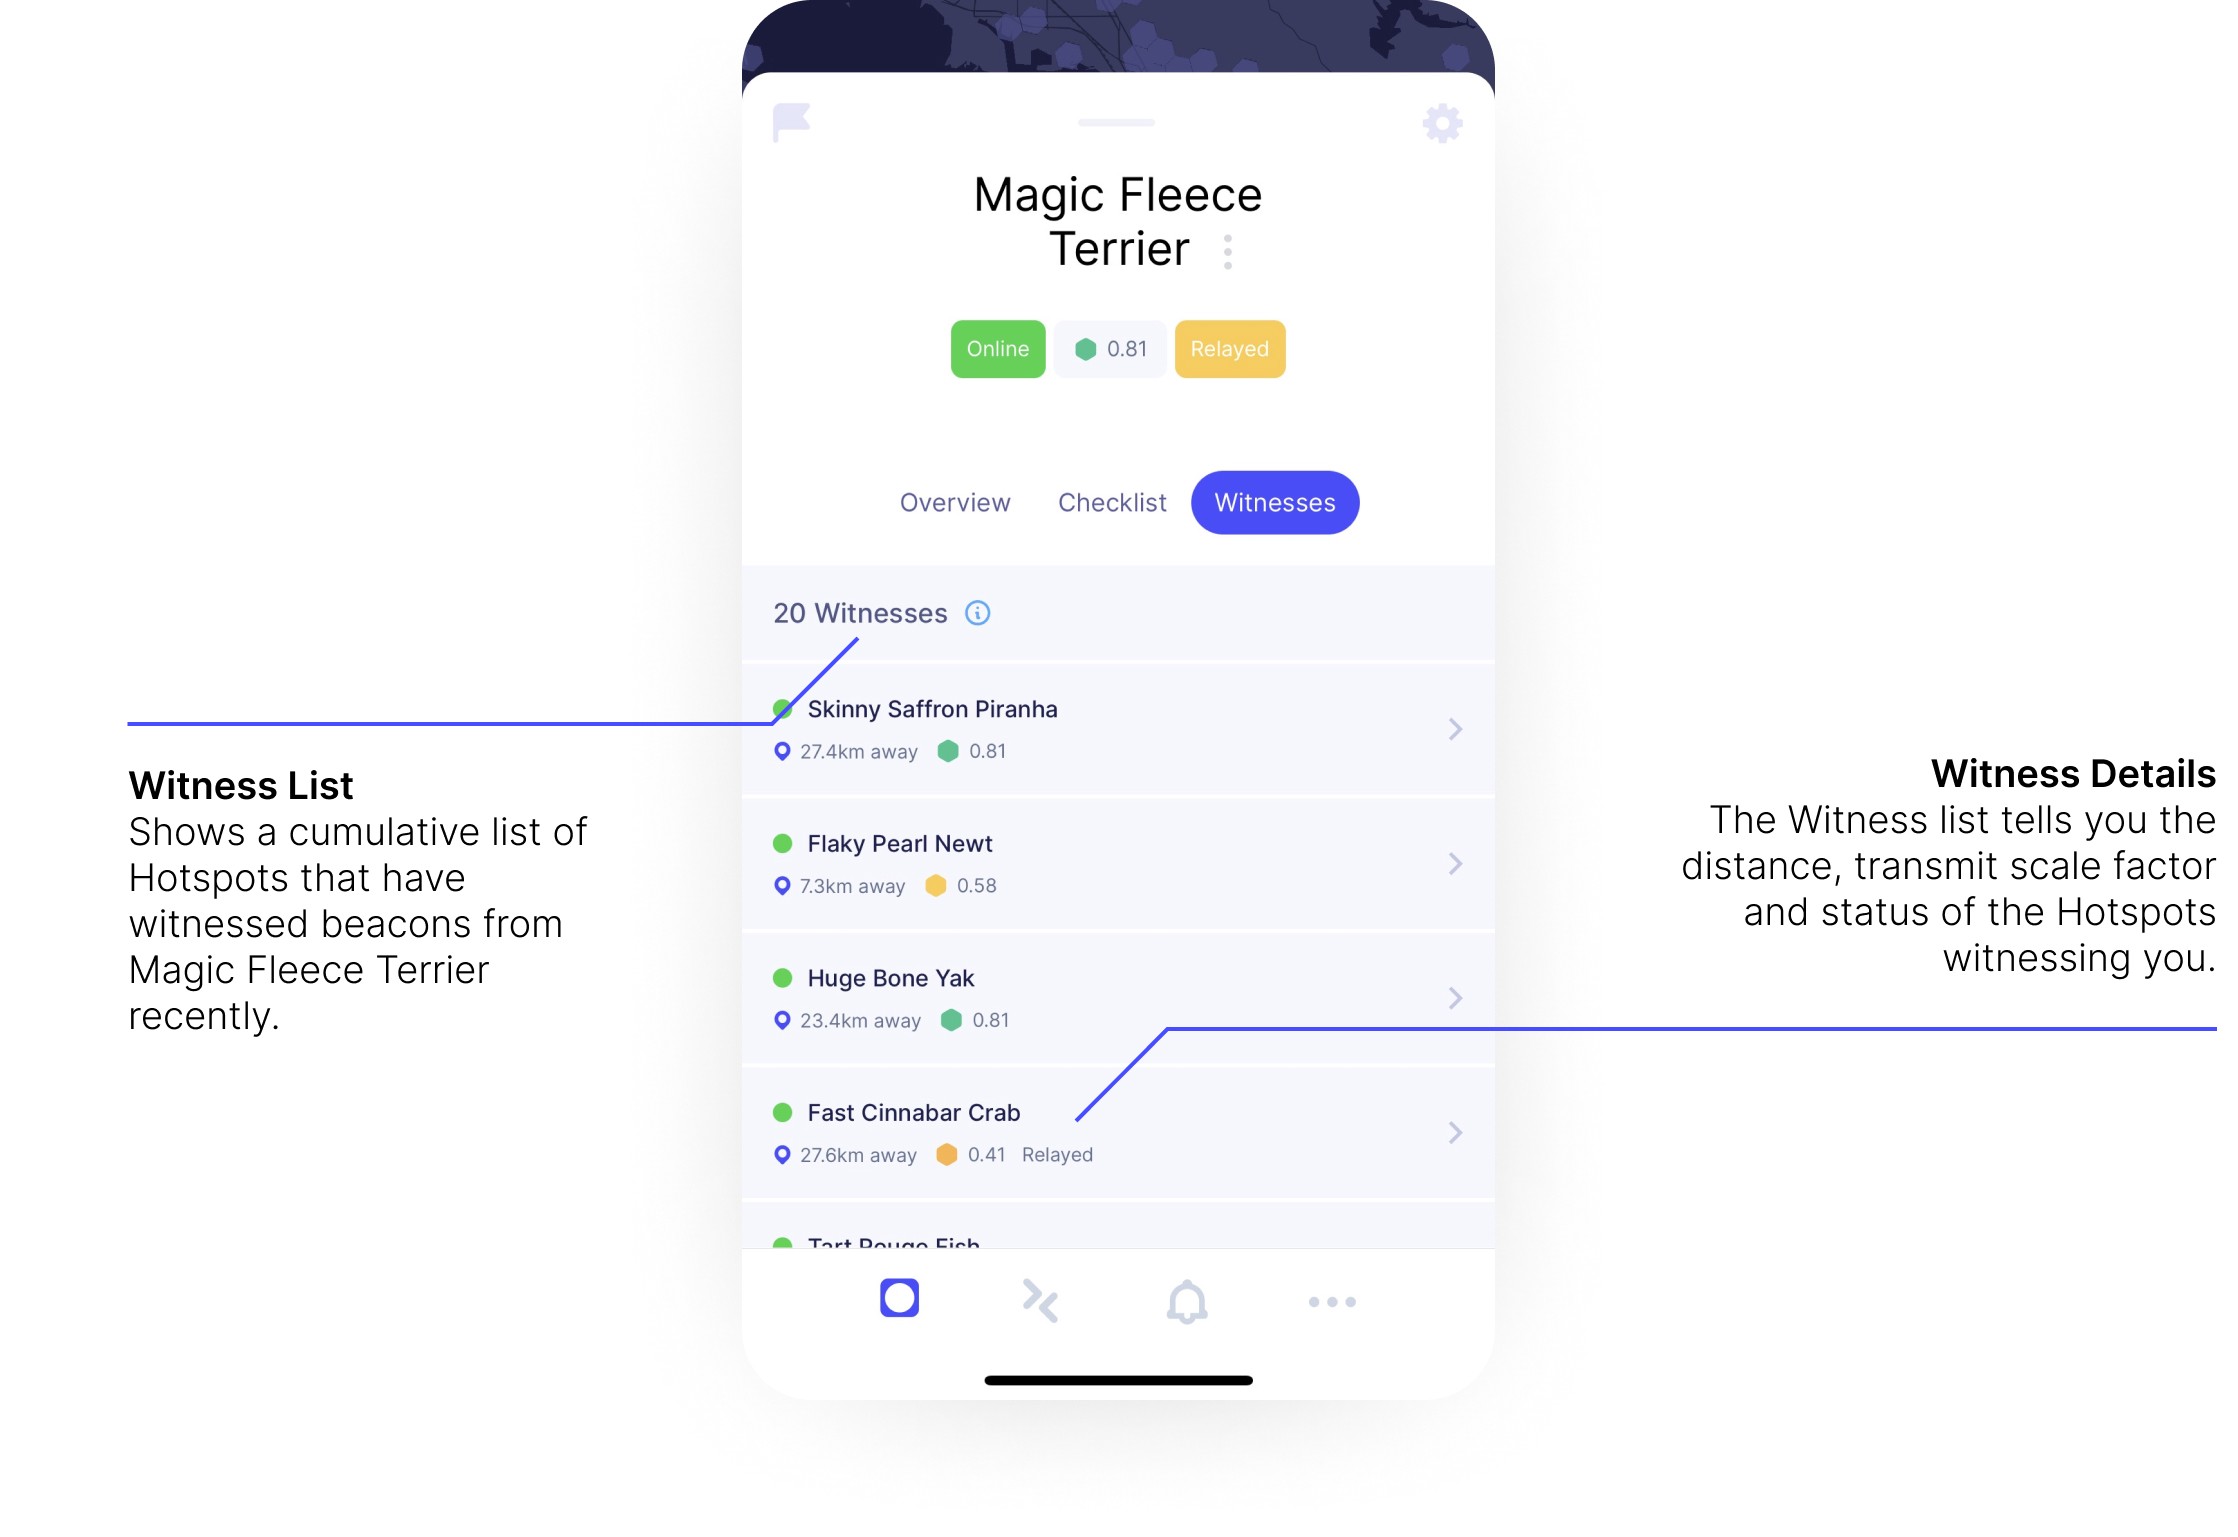 Magic Fleece
Terrier
Online
0.81
Relayed
Overview
Checklist
Witnesses
20 Witnesses
Skinny Saffron Piranha
27.4km away 0.81
Flaky Pearl Newt
7.3km away 0.58
Huge Bone Yak
23.4km away 0.81
Fast Cinnabar Crab
27.6km away 0.41 Relayed
Tart Rouge Fish
Witness List
Shows a cumulative list of
Hotspots that have
witnessed beacons from
Magic Fleece Terrier
recently.
Witness Details
The Witness list tells you the
distance, transmit scale factor
and status of the Hotspots
witnessing you.